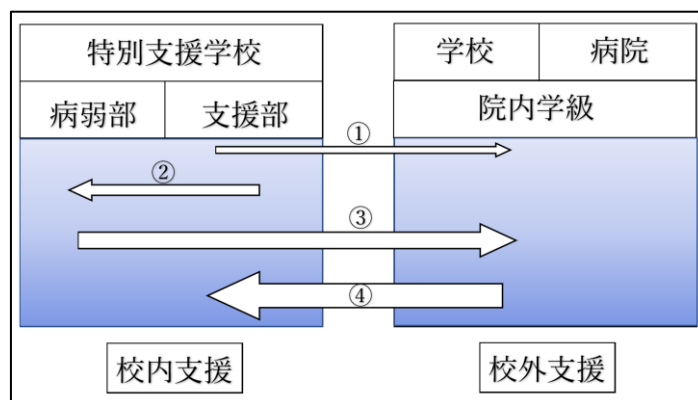 特別支援学校
病弱部 支援部
学校 病院
院内学級
①
②
③
④
校内支援
校外支援